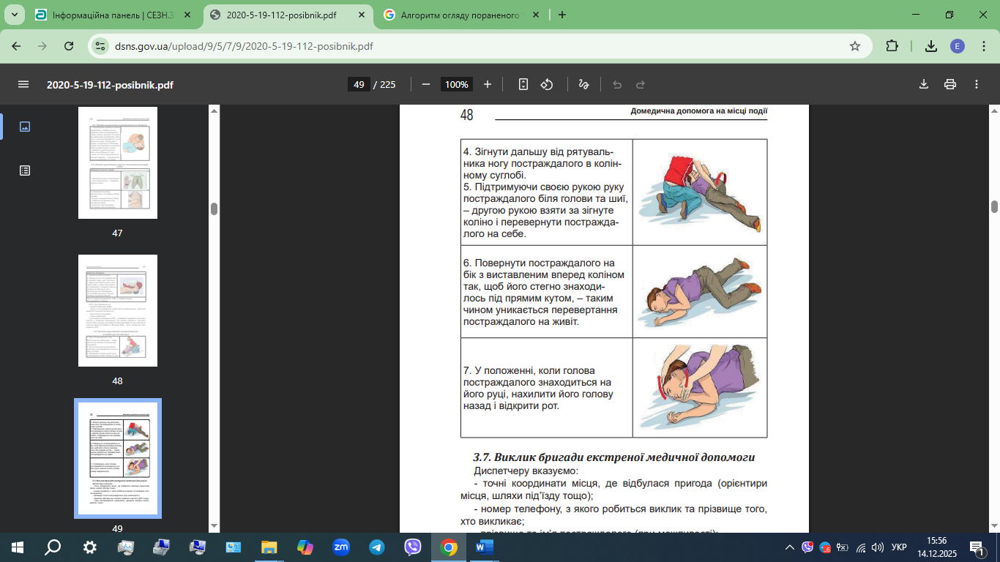 Інформаційна панель | СЕЗН.З
2020-5-19-112-posibnik.pdf
Алгоритм огляду пораненого
dsns.gov.ua/upload/9/5/7/9/2020-5-19-112-posibnik.pdf
E
2020-5-19-112-posibnik.pdf
49 / 225
100%
47
48
49
48
Домедична допомога на місці події
4. Зігнути дальшу від рятуваль-
ника ногу постраждалого в колін-
ному суглобі.
5. Підтримуючи своєю рукою руку
постраждалого біля голови та шиї,
– другою рукою взяти за зігнуте
коліно і перевернути постражда-
лого на себе.
6. Повернути постраждалого на
бік з виставленим вперед коліном
так, щоб його стегно знаходи-
лось під прямим кутом, – таким
чином уникається перевертання
постраждалого на живіт.
7. У положенні, коли голова
постраждалого знаходиться на
його руці, нахилити його голову
назад і відкрити рот.
3.7. Виклик бригади екстреної медичної допомоги
Диспетчеру вказуємо:
- точні координати місця, де відбулася пригода (орієнтири
місця, шляхи під’їзду тощо);
- номер телефону, з якого робиться виклик та прізвище того,
хто викликає;
- прізвище та ім’я постраждалого (при можливості);
zm
W
УКР
15:56
14.12.2025
1